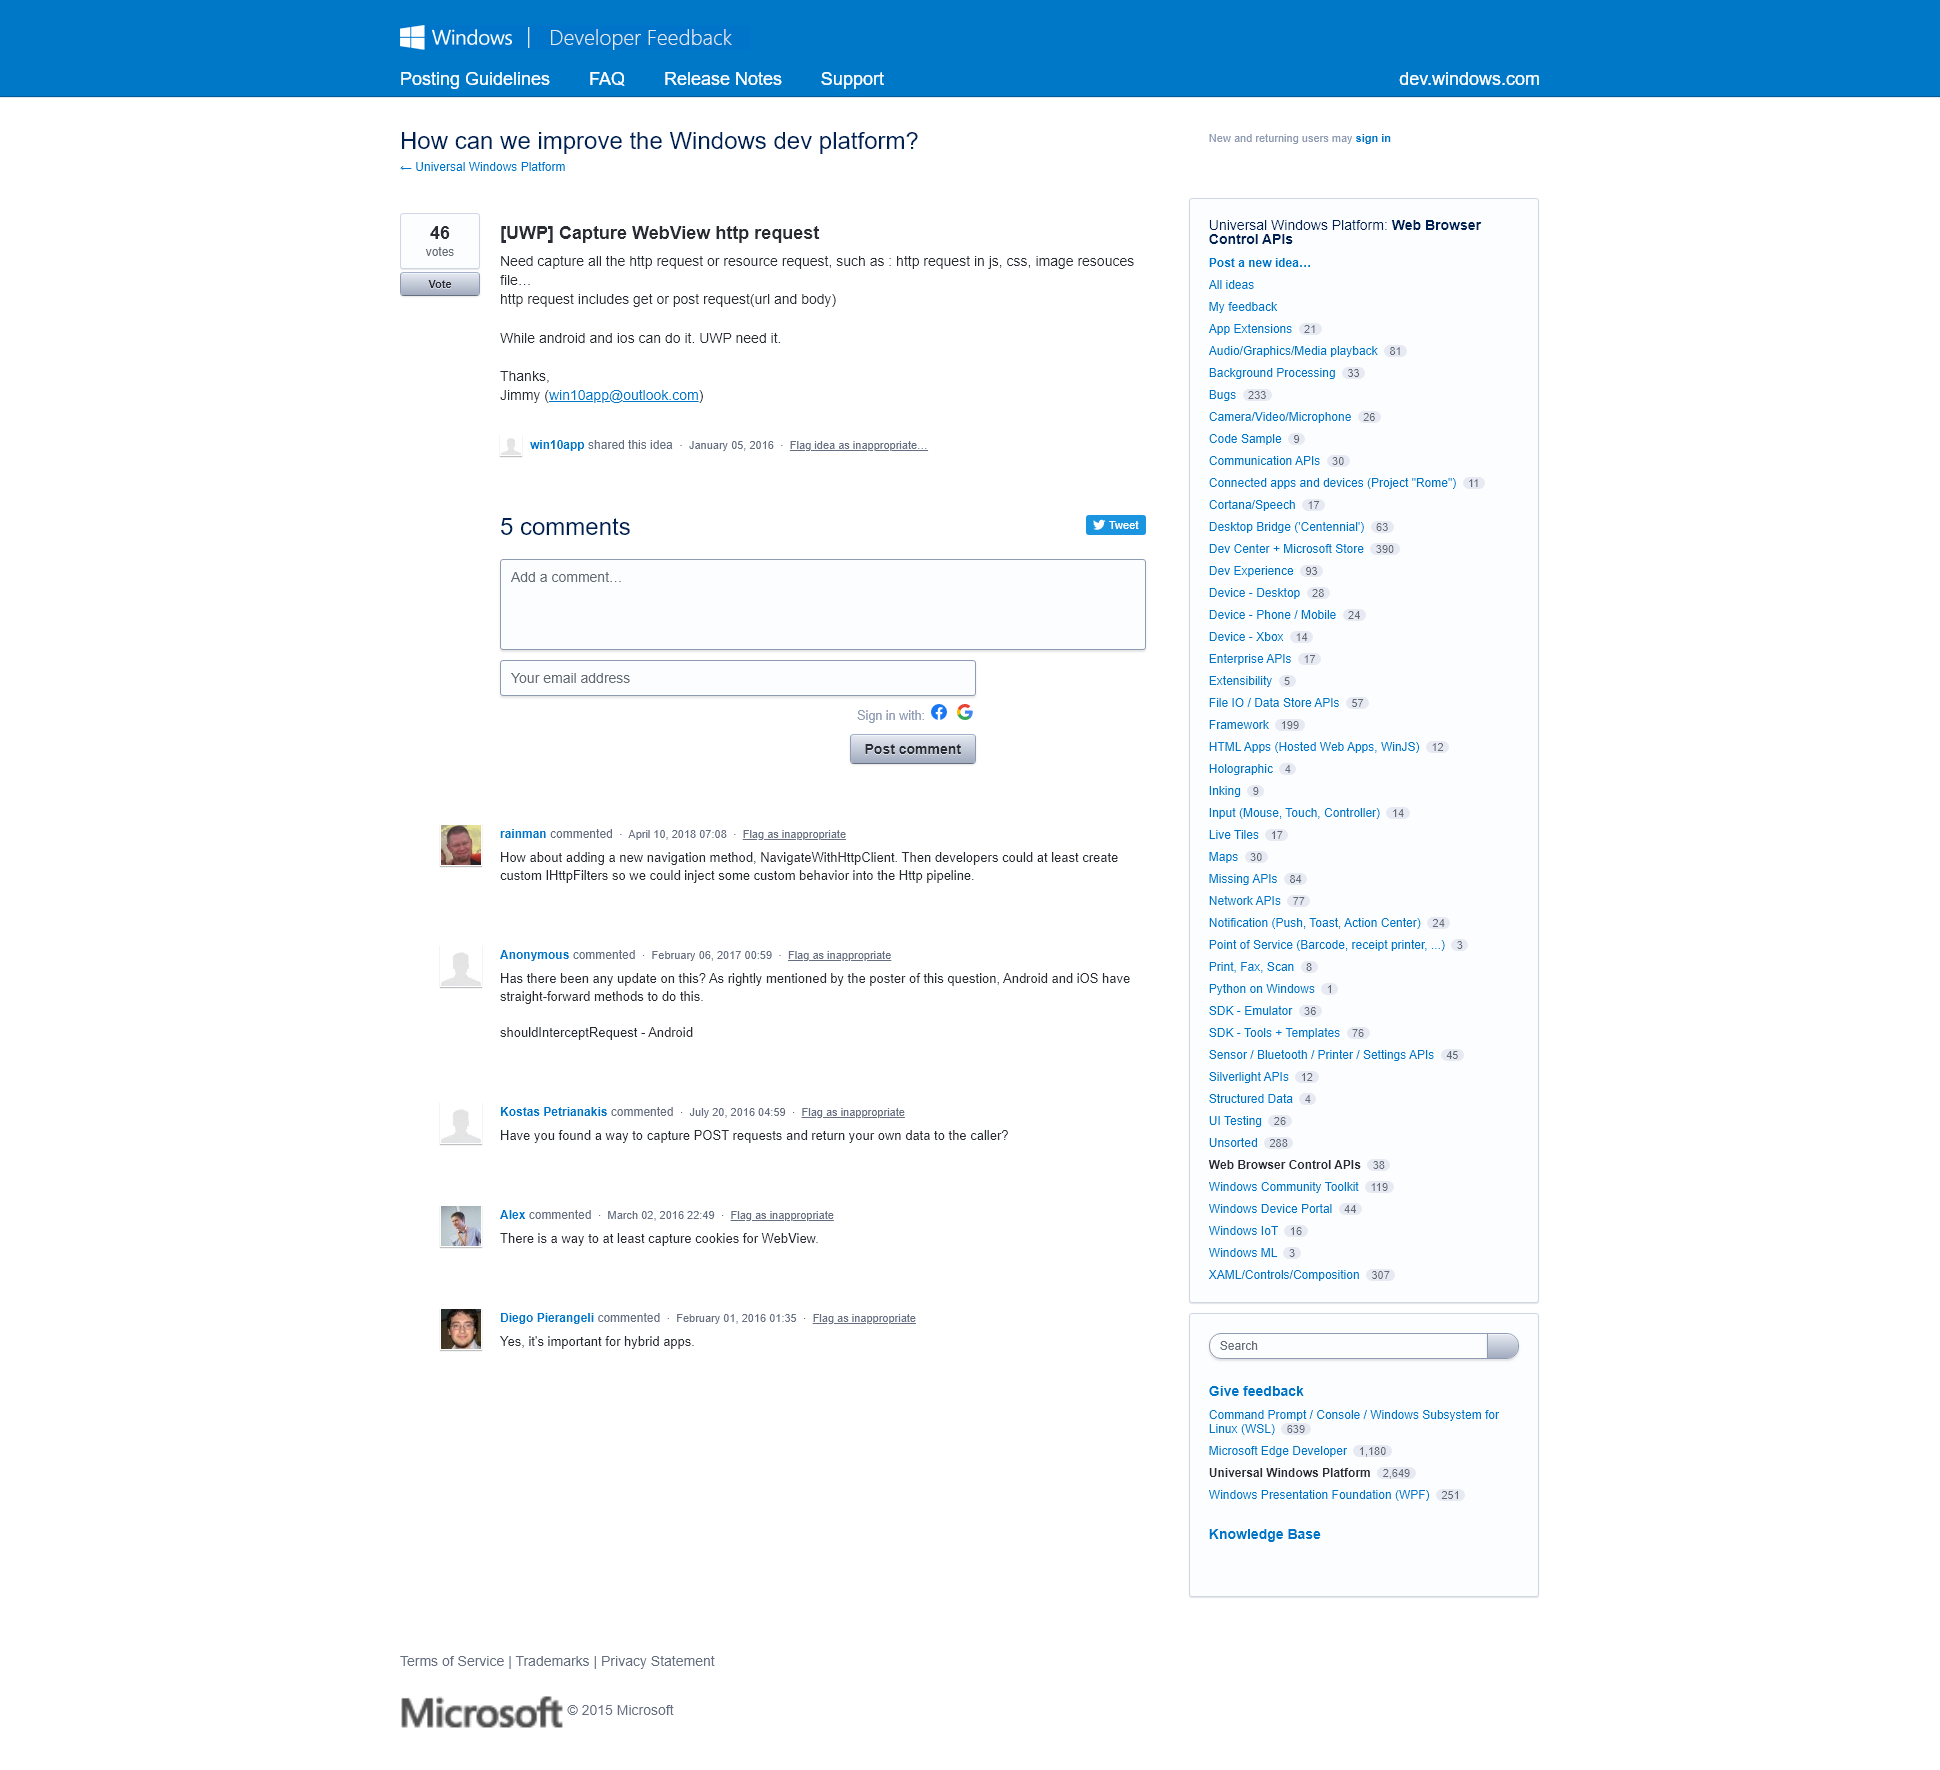 Windows | Developer Feedback
Posting Guidelines FAQ Release Notes Support dev.windows.com
How can we improve the Windows dev platform?
← Universal Windows Platform
New and returning users may sign in
46
votes
Vote
[UWP] Capture WebView http request
Need capture all the http request or resource request, such as : http request in js, css, image resouces
file…
http request includes get or post request(url and body)
While android and ios can do it. UWP need it.
Thanks,
Jimmy (win10app@outlook.com)
win10app shared this idea · January 05, 2016 · Flag idea as inappropriate…
5 comments
Tweet
Add a comment…
Your email address
Sign in with:
Post comment
rainman commented · April 10, 2018 07:08 · Flag as inappropriate
How about adding a new navigation method, NavigateWithHttpClient. Then developers could at least create
custom IHttpFilters so we could inject some custom behavior into the Http pipeline.
Anonymous commented · February 06, 2017 00:59 · Flag as inappropriate
Has there been any update on this? As rightly mentioned by the poster of this question, Android and iOS have
straight-forward methods to do this.
shouldInterceptRequest - Android
Kostas Petrianakis commented · July 20, 2016 04:59 · Flag as inappropriate
Have you found a way to capture POST requests and return your own data to the caller?
Alex commented · March 02, 2016 22:49 · Flag as inappropriate
There is a way to at least capture cookies for WebView.
Diego Pierangeli commented · February 01, 2016 01:35 · Flag as inappropriate
Yes, it's important for hybrid apps.
Universal Windows Platform: Web Browser
Control APIs
Post a new idea…
All ideas
My feedback
App Extensions 21
Audio/Graphics/Media playback 81
Background Processing 33
Bugs 233
Camera/Video/Microphone 26
Code Sample 9
Communication APIs 30
Connected apps and devices (Project "Rome") 11
Cortana/Speech 17
Desktop Bridge ('Centennial') 63
Dev Center + Microsoft Store 390
Dev Experience 93
Device - Desktop 28
Device - Phone / Mobile 24
Device - Xbox 14
Enterprise APIs 17
Extensibility 5
File IO / Data Store APIs 57
Framework 199
HTML Apps (Hosted Web Apps, WinJS) 12
Holographic 4
Inking 9
Input (Mouse, Touch, Controller) 14
Live Tiles 17
Maps 30
Missing APIs 84
Network APIs 77
Notification (Push, Toast, Action Center) 24
Point of Service (Barcode, receipt printer, ...) 3
Print, Fax, Scan 8
Python on Windows 1
SDK - Emulator 36
SDK - Tools + Templates 76
Sensor / Bluetooth / Printer / Settings APIs 45
Silverlight APIs 12
Structured Data 4
UI Testing 26
Unsorted 288
Web Browser Control APIs 38
Windows Community Toolkit 119
Windows Device Portal 44
Windows IoT 16
Windows ML 3
XAML/Controls/Composition 307
Search
Give feedback
Command Prompt / Console / Windows Subsystem for
Linux (WSL) 639
Microsoft Edge Developer 1,180
Universal Windows Platform 2,649
Windows Presentation Foundation (WPF) 251
Knowledge Base
Terms of Service | Trademarks | Privacy Statement
Microsoft © 2015 Microsoft